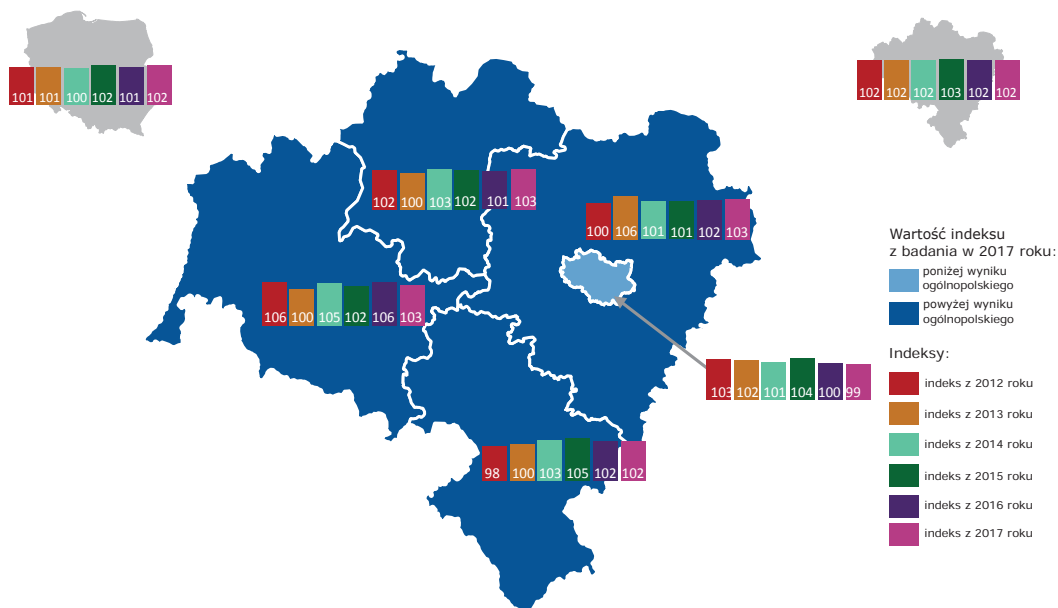 101 101 100 102 101 102
102 102 102 103 102 102
102 100 103 102 101 103
100 106 101 101 102 103
106 100 105 102 106 103
103 102 101 104 100 99
98 100 103 105 102 102
Wartość indeksu
z badania w 2017 roku:
poniżej wyniku
ogólnopolskiego
powyżej wyniku
ogólnopolskiego
Indeksy:
indeks z 2012 roku
indeks z 2013 roku
indeks z 2014 roku
indeks z 2015 roku
indeks z 2016 roku
indeks z 2017 roku